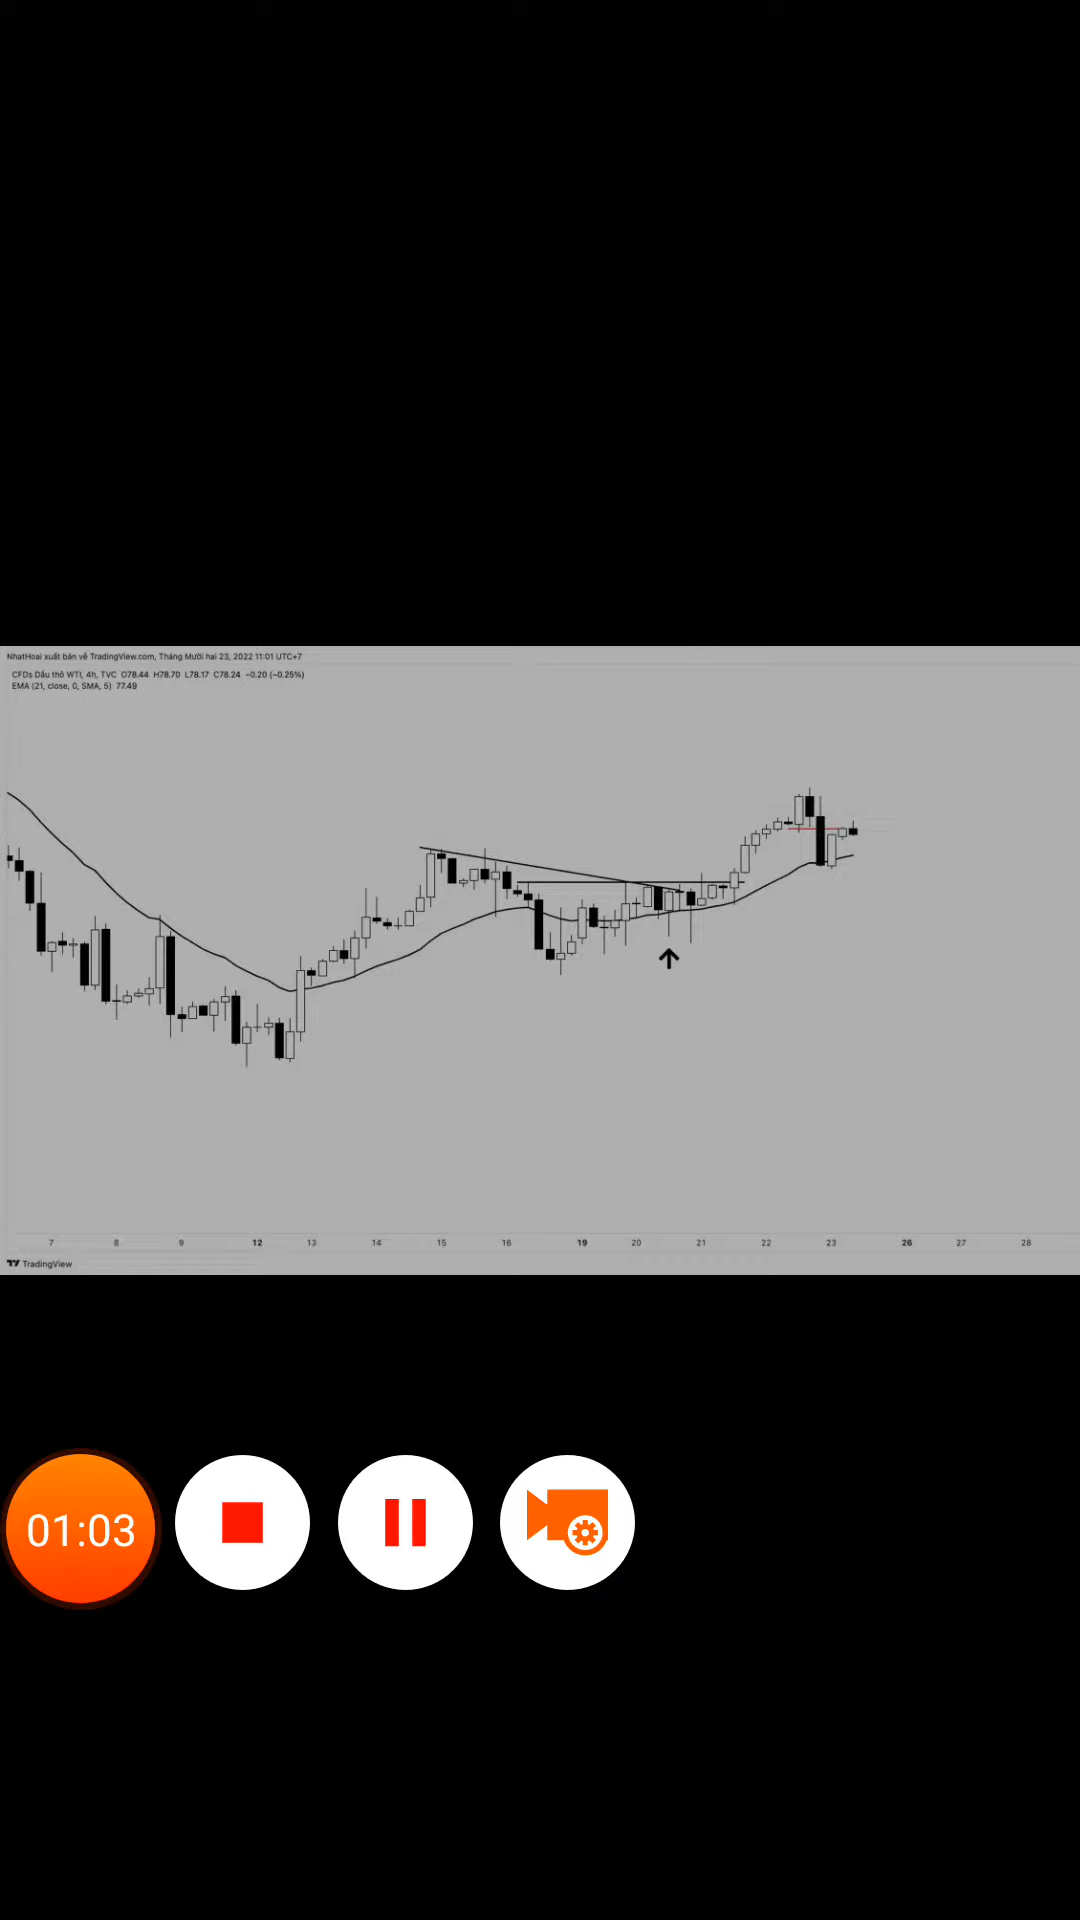 NhatHoai xuất bản về TradingView.com, Tháng Mười hai 23, 2022 11:01 UTC+7
CFDs Dầu thô WTI, 4h, TVC O78.44 H78.70 L78.17 C78.24 −0.20 (−0.25%)
EMA (21, close, 0, SMA, 5) 77.49
7 8 9 12 13 14 15 16 19 20 21 22 23 26 27 28
TradingView
01:03